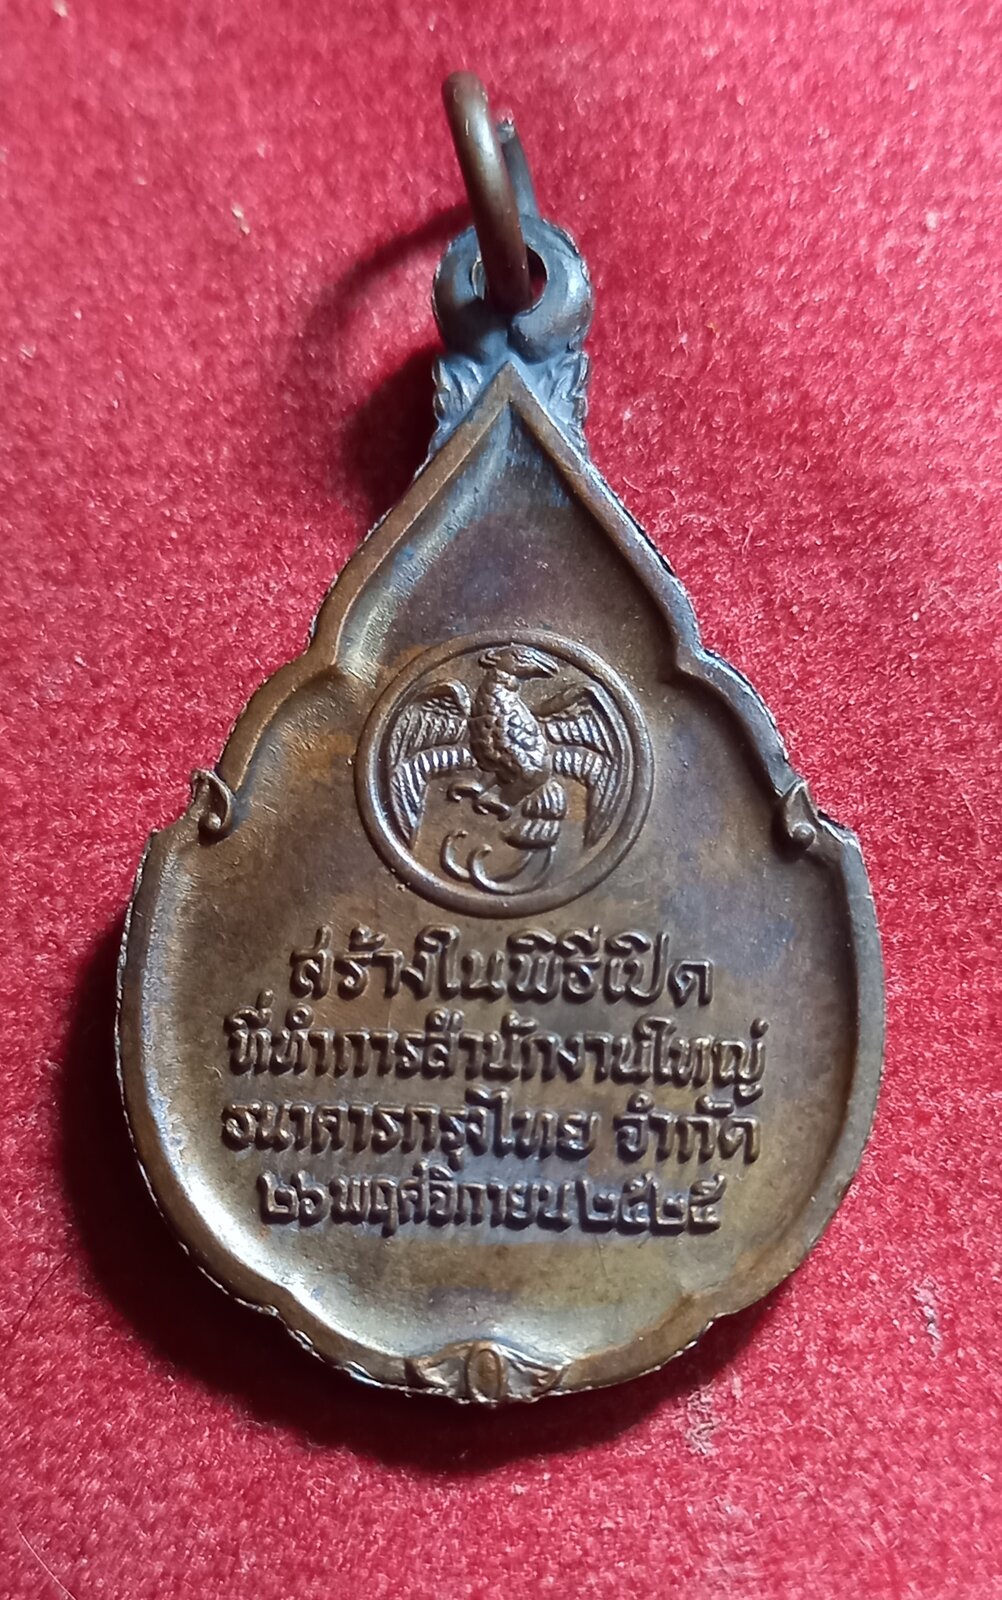 สร้างในพิธีเปิด
ที่ทำการสำนักงานใหญ่
ธนาคารกรุงไทย จำกัด
๒๖ พฤศจิกายน ๒๕๒๕